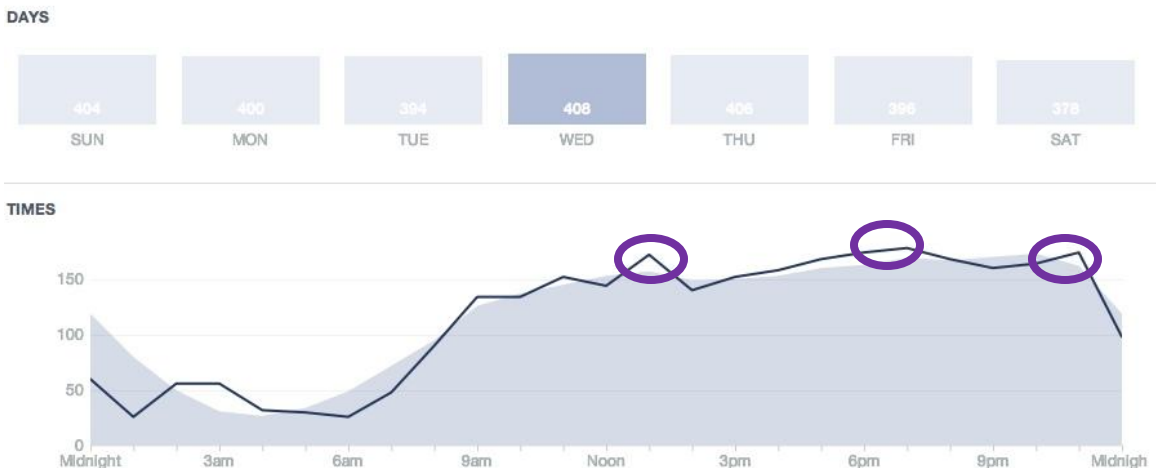 DAYS
404 400 394 408 406 396 378
SUN MON TUE WED THU FRI SAT
TIMES
150
100
50
0
Midnight 3am 6am 9am Noon 3pm 6pm 9pm Midnigh